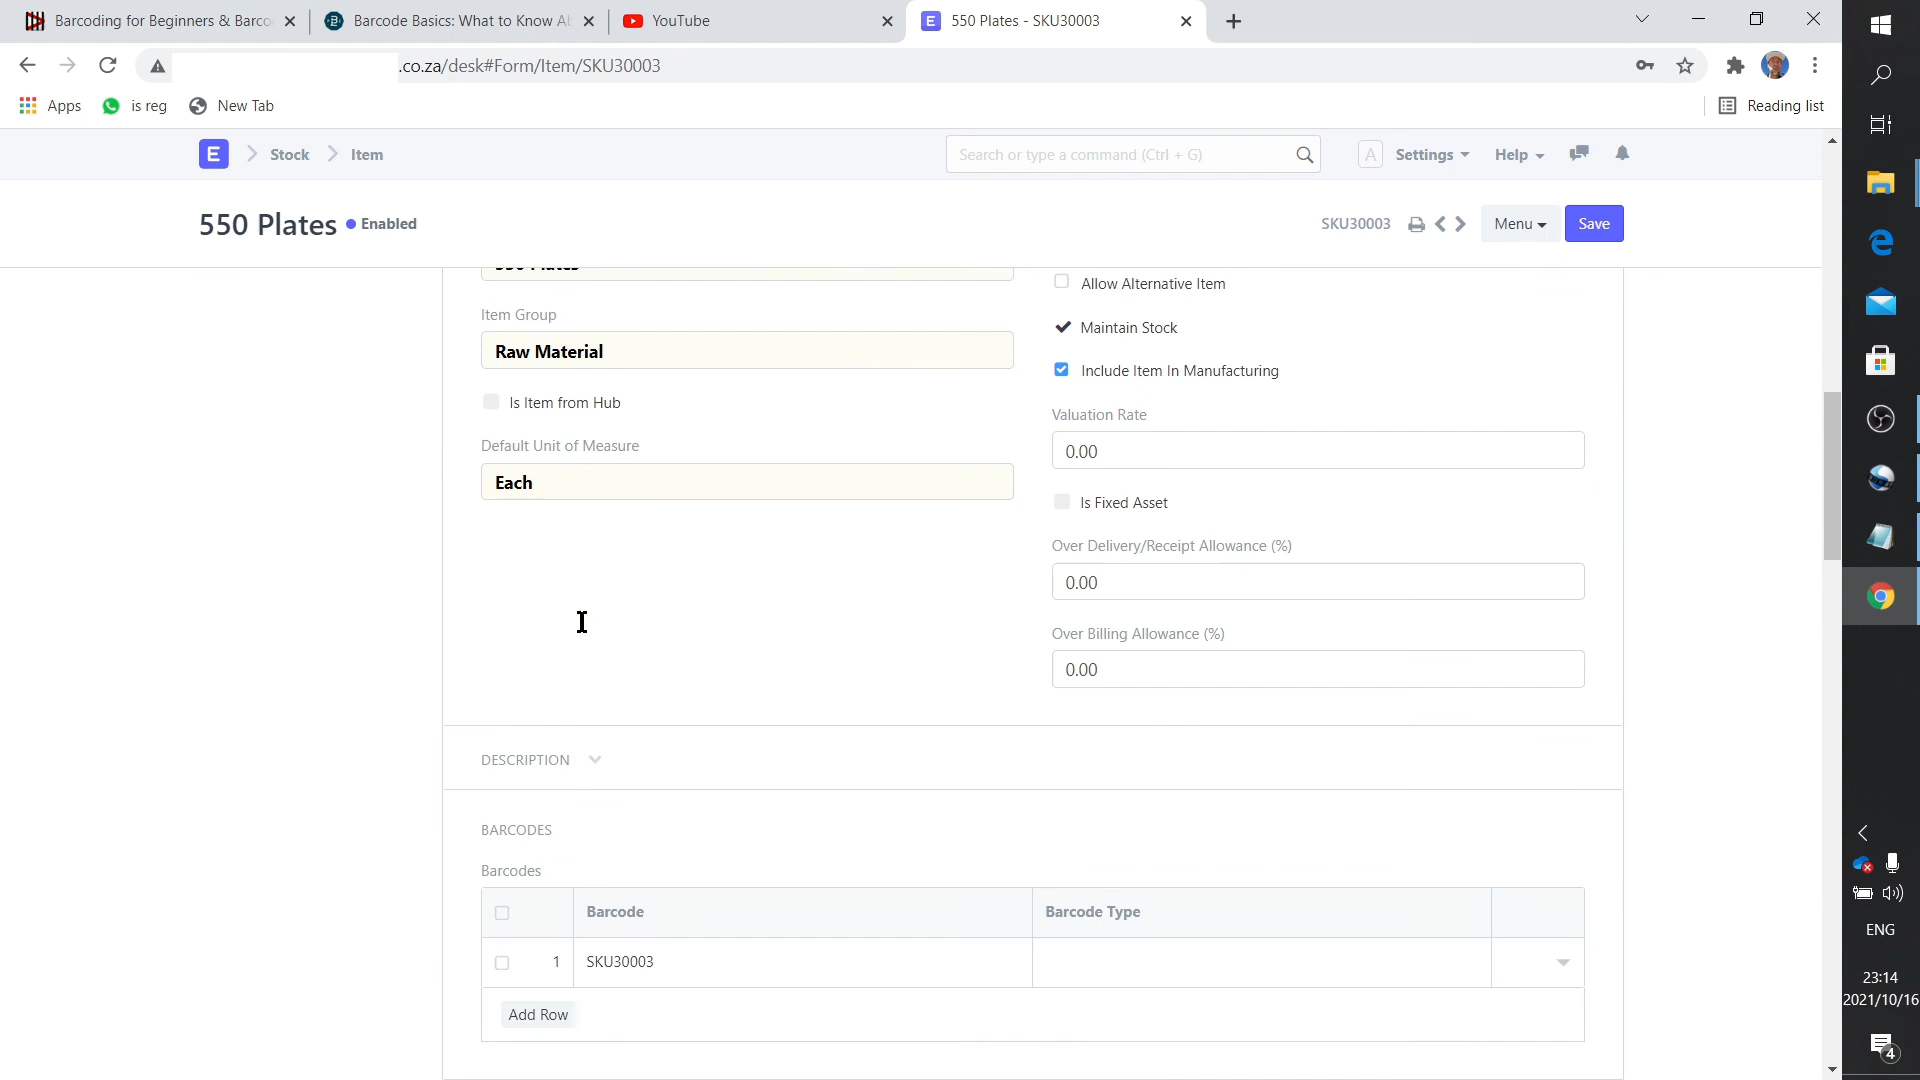 Barcoding for Beginners & Barco
Barcode Basics: What to Know A
YouTube
550 Plates - SKU30003
.co.za/desk#Form/Item/SKU30003
Apps
is reg
New Tab
Reading list
E
Stock
Item
Search or type a command (Ctrl + G)
A
Settings
Help
550 Plates
Enabled
SKU30003
Menu
Save
550 Plates
Allow Alternative Item
Item Group
Maintain Stock
Raw Material
Include Item In Manufacturing
Is Item from Hub
Valuation Rate
0.00
Default Unit of Measure
Each
Is Fixed Asset
Over Delivery/Receipt Allowance (%)
0.00
Over Billing Allowance (%)
0.00
DESCRIPTION
BARCODES
Barcodes
Barcode
Barcode Type
1
SKU30003
Add Row
ENG
23:14
2021/10/16
4